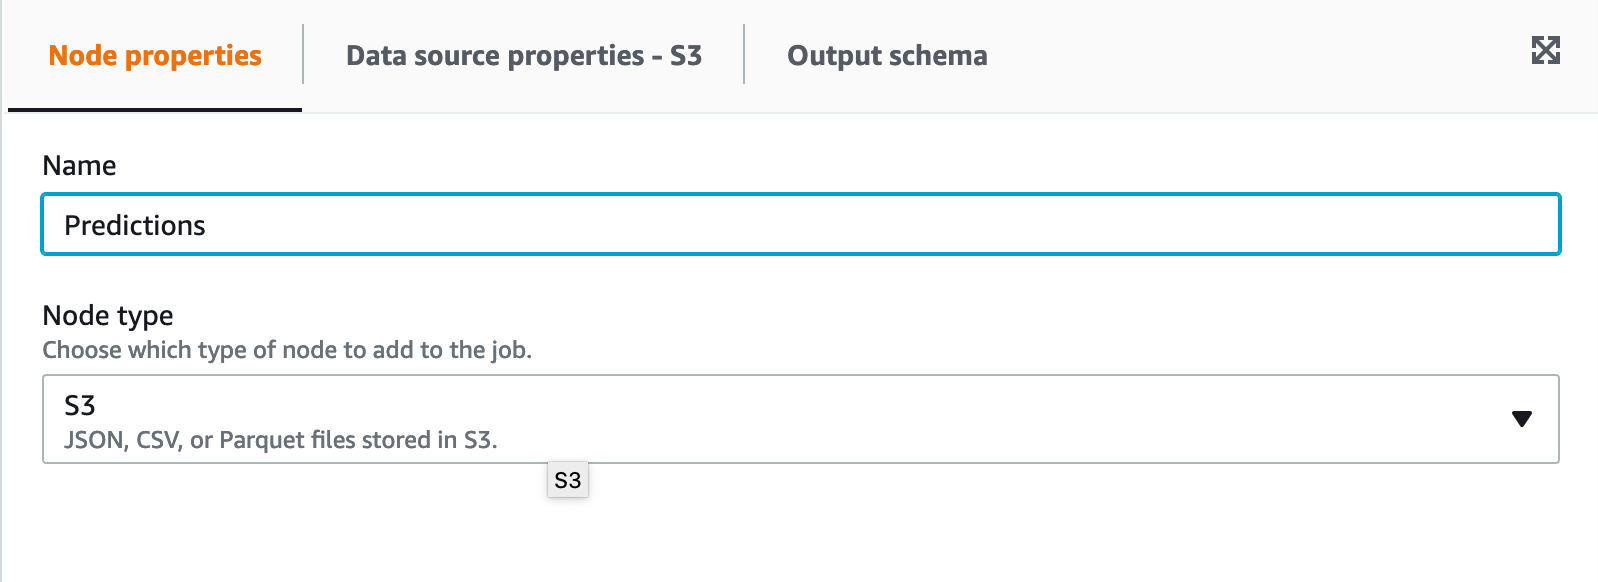 Node properties
Data source properties - S3
Output schema
Name
Predictions
Node type
Choose which type of node to add to the job.
S3
JSON, CSV, or Parquet files stored in S3.
S3